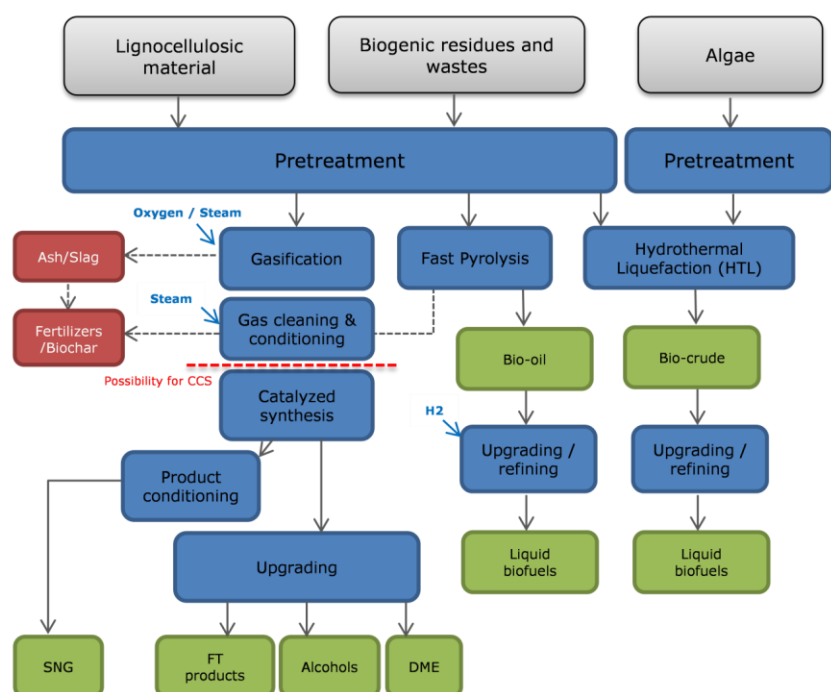 Lignocellulosic
material
Biogenic residues and
wastes
Algae
Pretreatment
Pretreatment
Oxygen / Steam
Ash/Slag
Gasification
Fast Pyrolysis
Hydrothermal
Liquefaction (HTL)
Steam
Fertilizers
/Biochar
Gas cleaning &
conditioning
Bio-oil
Bio-crude
Possibility for CCS
Catalyzed
synthesis
H2
Product
conditioning
Upgrading /
refining
Upgrading /
refining
Upgrading
Liquid
biofuels
Liquid
biofuels
SNG
FT
products
Alcohols
DME